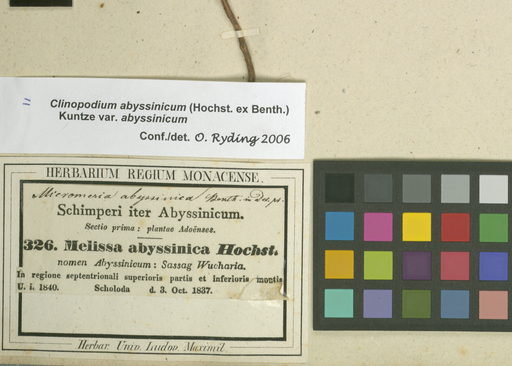 Clinopodium abyssinicum (Hochst. ex Benth.)
Kuntze var. abyssinicum
Conf./det. O. Ryding 2006
HERBARIUM REGIUM MONACENSE.
Micromeria abyssinica Benth. in
Schimperi iter Abyssinicum.
Sectio prima: plantae Adoënses.
326. Melissa abyssinica Hochst.
nomen Abyssinicum: Sassag Wucharia.
In regione septentrionali superioris partis et inferioris montis
U. i. 1840. Scholoda d. 3. Oct. 1837.
Herbar. Univ. Ludov. Maximil.